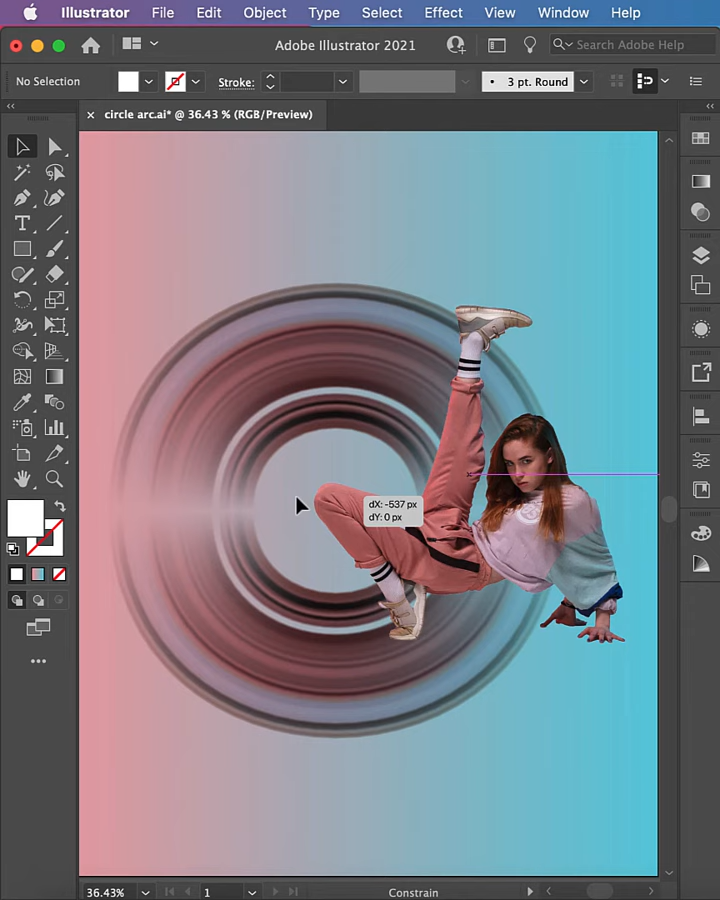 Illustrator File Edit Object Type Select Effect View Window Help
Adobe Illustrator 2021
Search Adobe Help
No Selection
Stroke:
• 3 pt. Round
× circle arc.ai* @ 36.43 % (RGB/Preview)
dX: -537 px
dY: 0 px
36.43%
1
Constrain